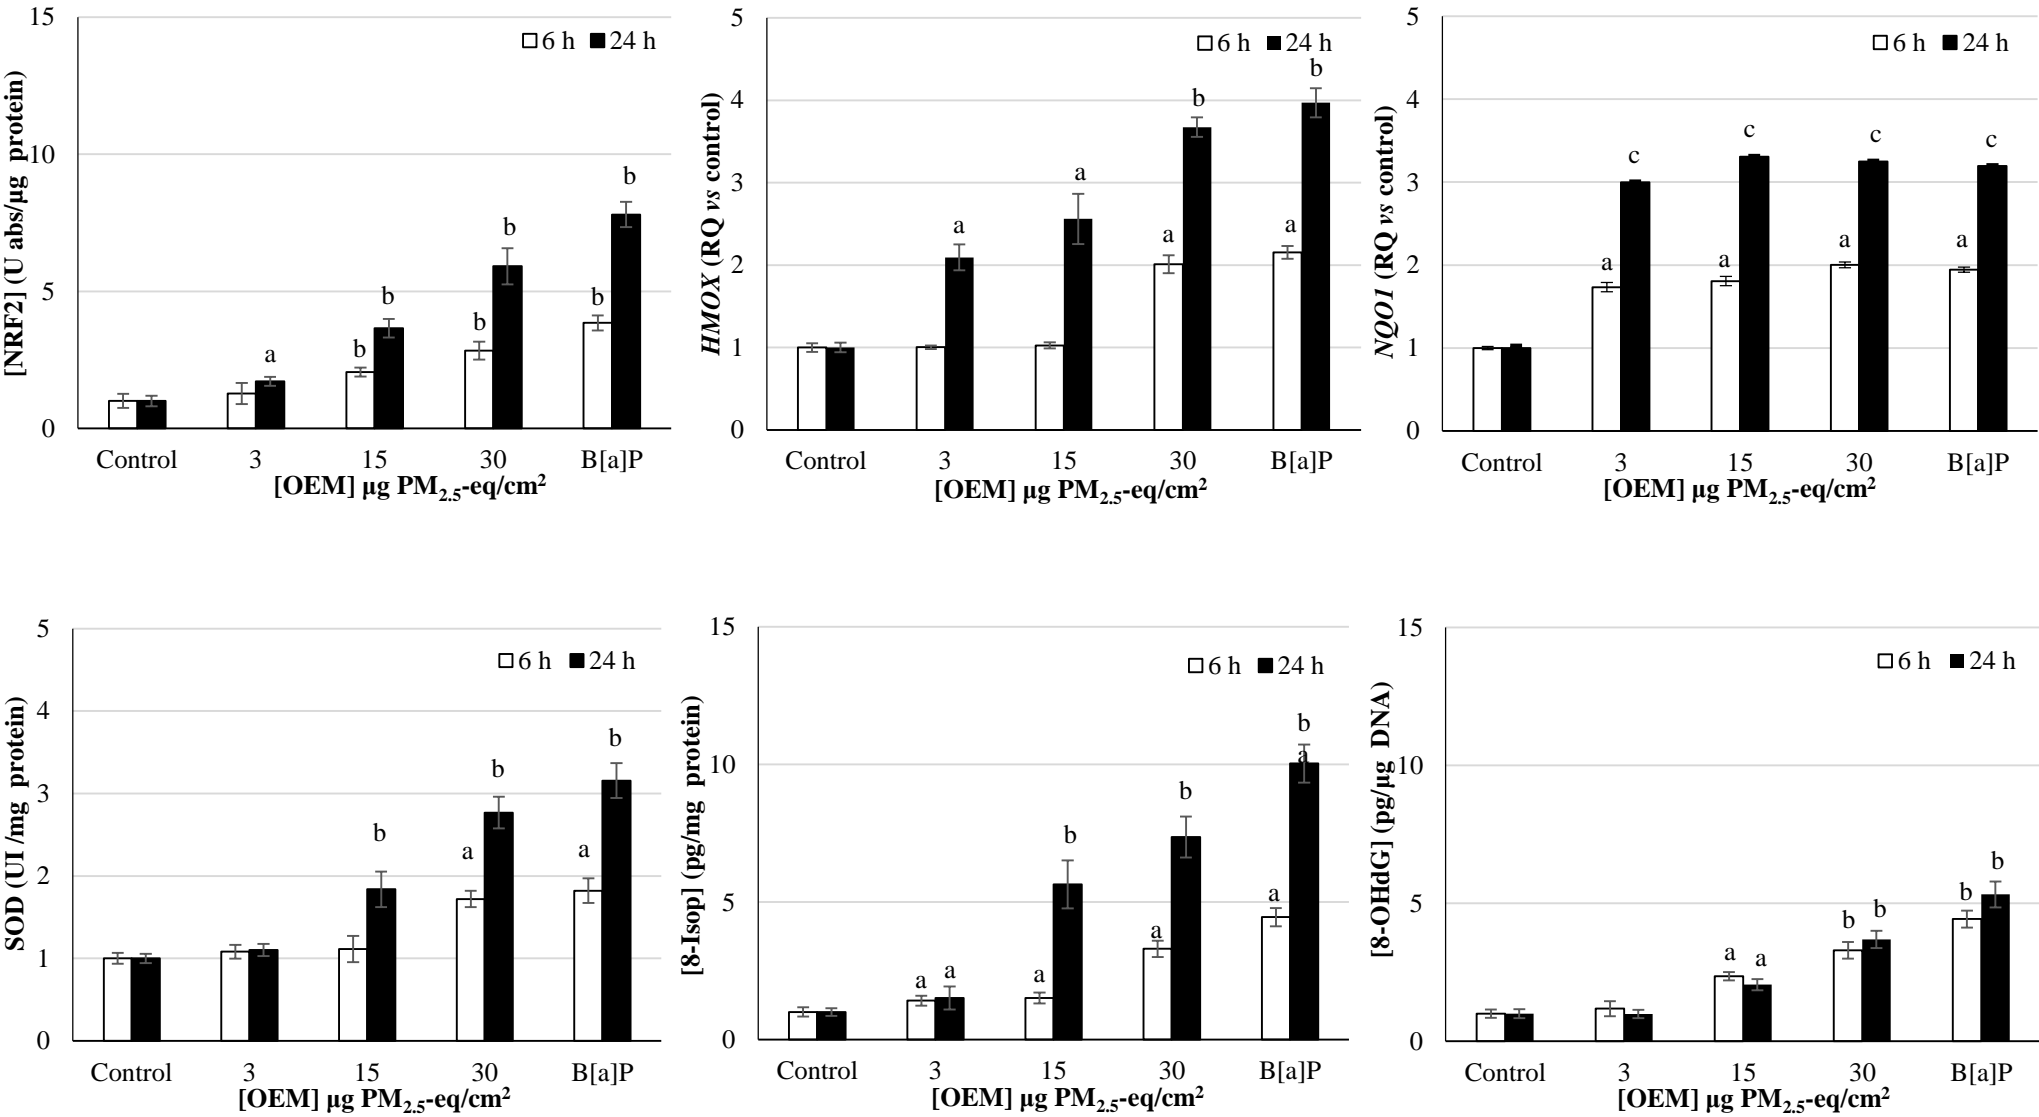 [NRF2] (U abs/µg protein)
15
10
5
0
6 h 24 h
a
b
b
b
b
b
b
Control 3 15 30 B[a]P
[OEM] µg PM2.5-eq/cm2
HMOX (RQ vs control)
5
4
3
2
1
0
6 h 24 h
a
a
a
b
a
b
Control 3 15 30 B[a]P
[OEM] µg PM2.5-eq/cm2
NQO1 (RQ vs control)
5
4
3
2
1
0
6 h 24 h
a
c
a
c
a
c
a
c
Control 3 15 30 B[a]P
[OEM] µg PM2.5-eq/cm2
SOD (UI /mg protein)
5
4
3
2
1
0
6 h 24 h
b
a
b
a
b
Control 3 15 30 B[a]P
[OEM] µg PM2.5-eq/cm2
[8-Isop] (pg/mg protein)
15
10
5
0
6 h 24 h
a
a
a
b
a
b
a
b
a
Control 3 15 30 B[a]P
[OEM] µg PM2.5-eq/cm2
[8-OHdG] (pg/µg DNA)
15
10
5
0
6 h 24 h
a
a
b
b
b
b
Control 3 15 30 B[a]P
[OEM] µg PM2.5-eq/cm2